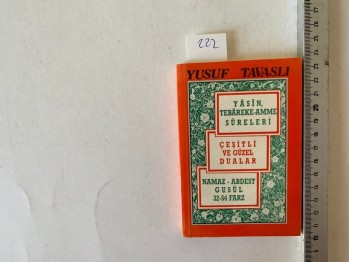 222
YUSUF TAVASLI
YÂSİN,
TEBÂREKE-AMME
SÛRELERİ
ÇEŞİTLİ
VE GÜZEL
DUALAR
NAMAZ - ABDEST
GUSÜL
32-54 FARZ